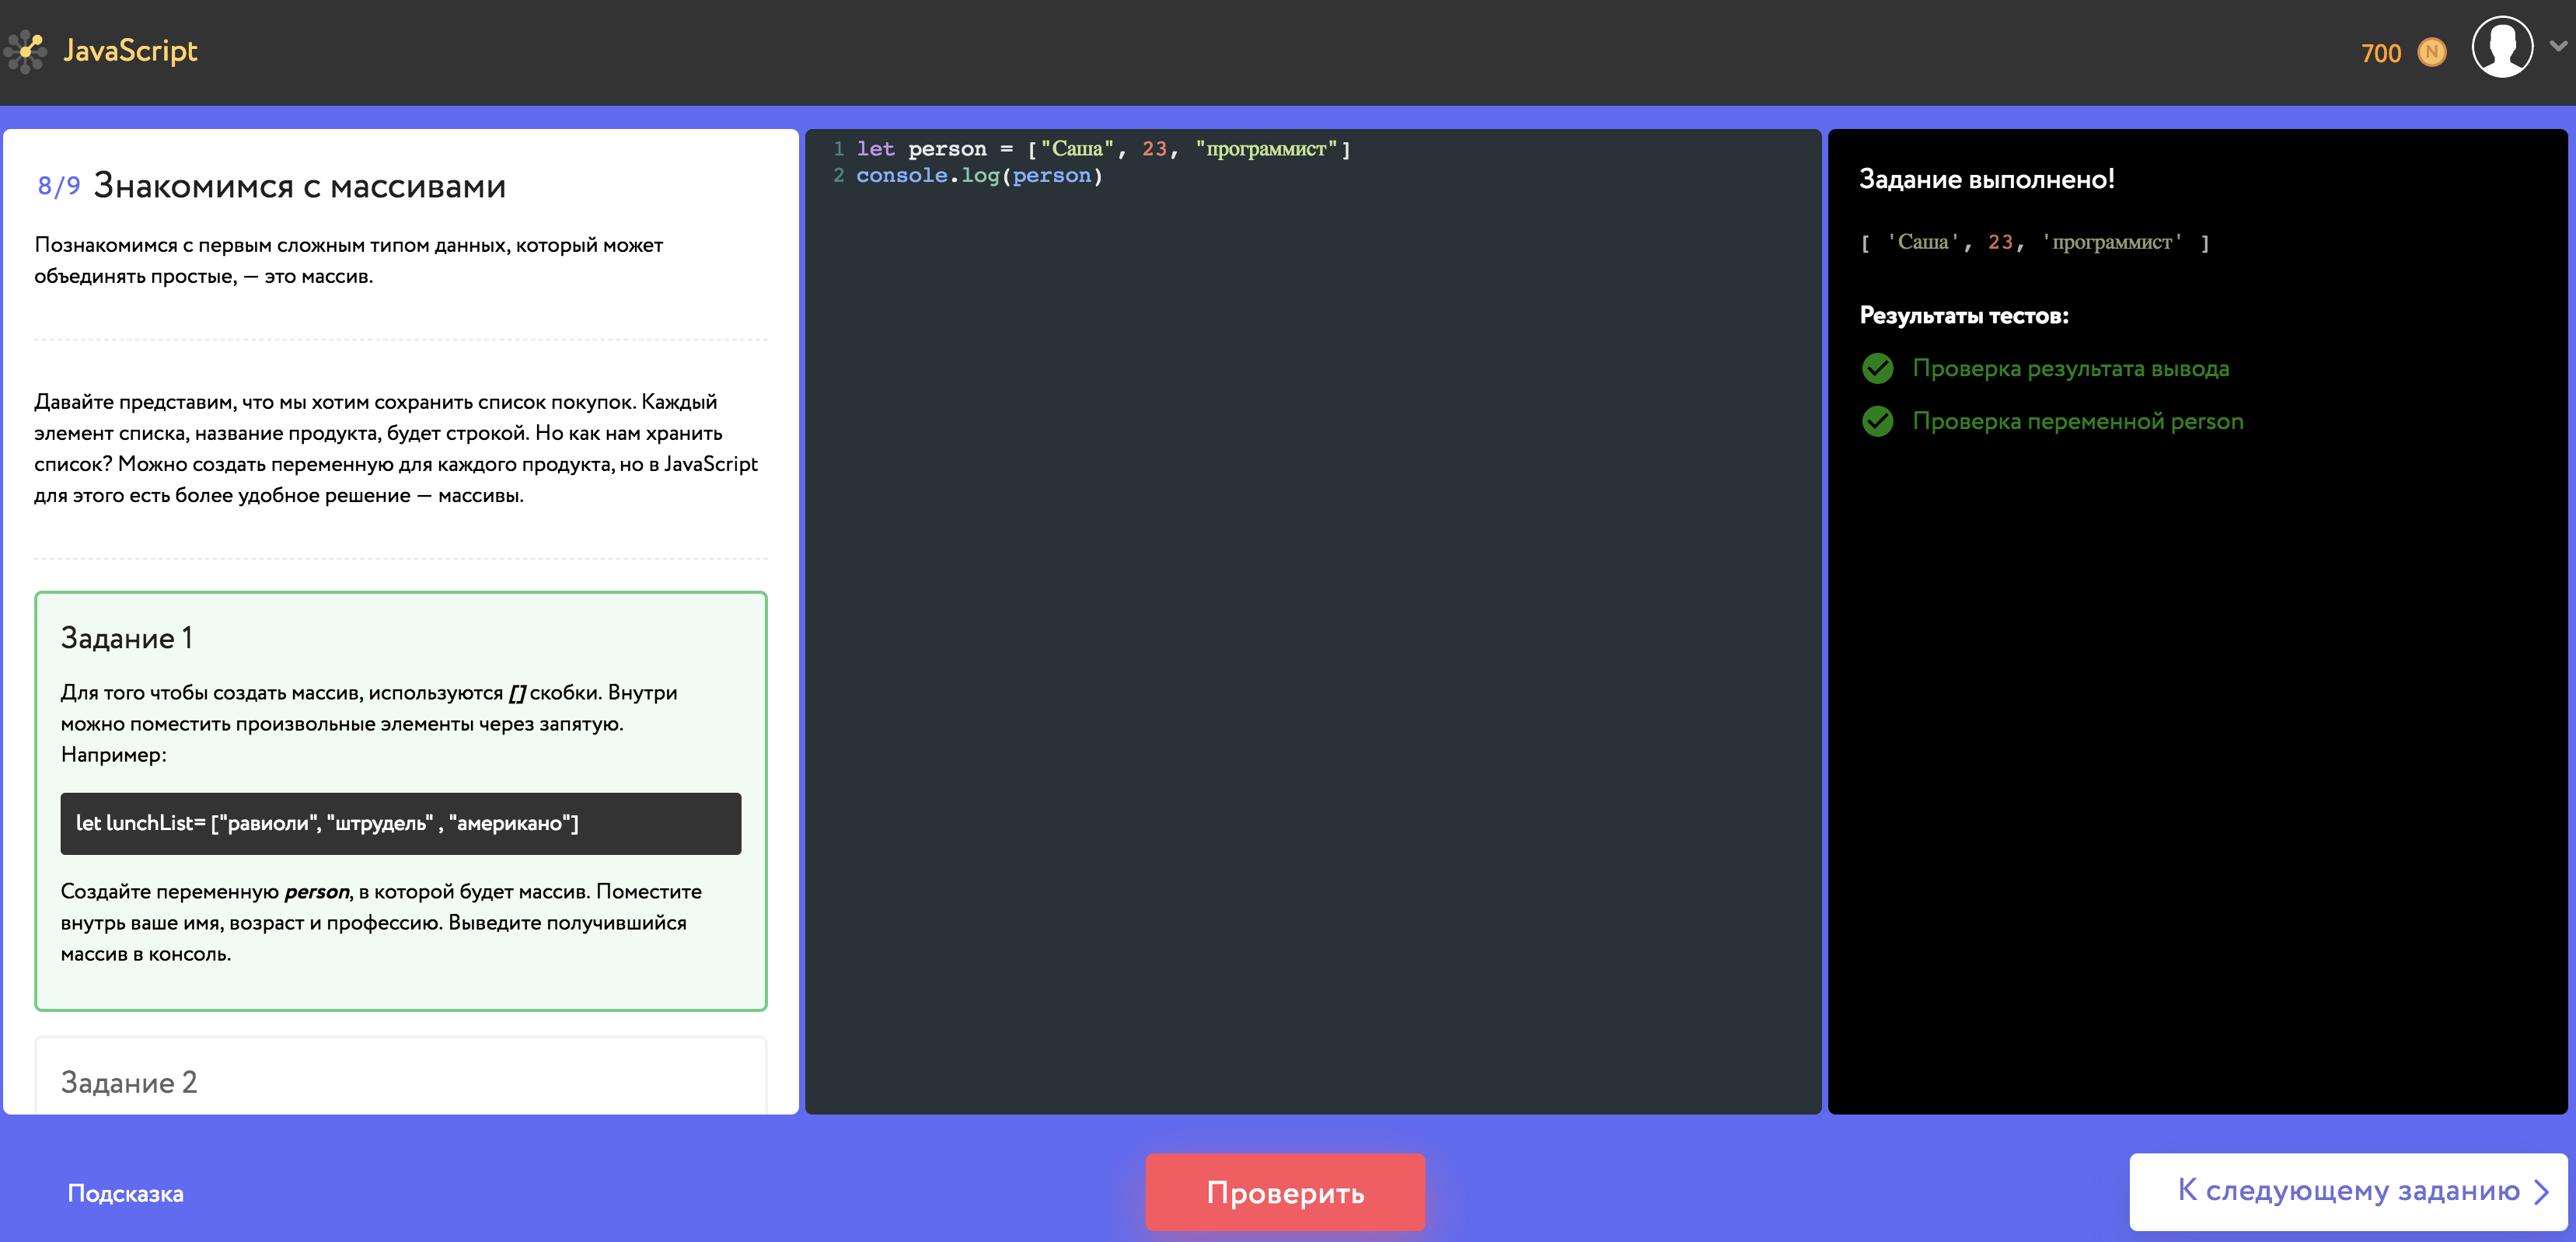 JavaScript
700 N
8/9 Знакомимся с массивами
Познакомимся с первым сложным типом данных, который может
объединять простые, — это массив.
Давайте представим, что мы хотим сохранить список покупок. Каждый
элемент списка, название продукта, будет строкой. Но как нам хранить
список? Можно создать переменную для каждого продукта, но в JavaScript
для этого есть более удобное решение — массивы.
Задание 1
Для того чтобы создать массив, используются [] скобки. Внутри
можно поместить произвольные элементы через запятую.
Например:
let lunchList= ["равиоли", "штрудель" , "американо"]
Создайте переменную person, в которой будет массив. Поместите
внутрь ваше имя, возраст и профессию. Выведите получившийся
массив в консоль.
Задание 2
1 let person = ["Саша", 23, "программист"]
2 console.log(person)
Задание выполнено!
[ 'Саша', 23, 'программист' ]
Результаты тестов:
Проверка результата вывода
Проверка переменной person
Подсказка
Проверить
К следующему заданию